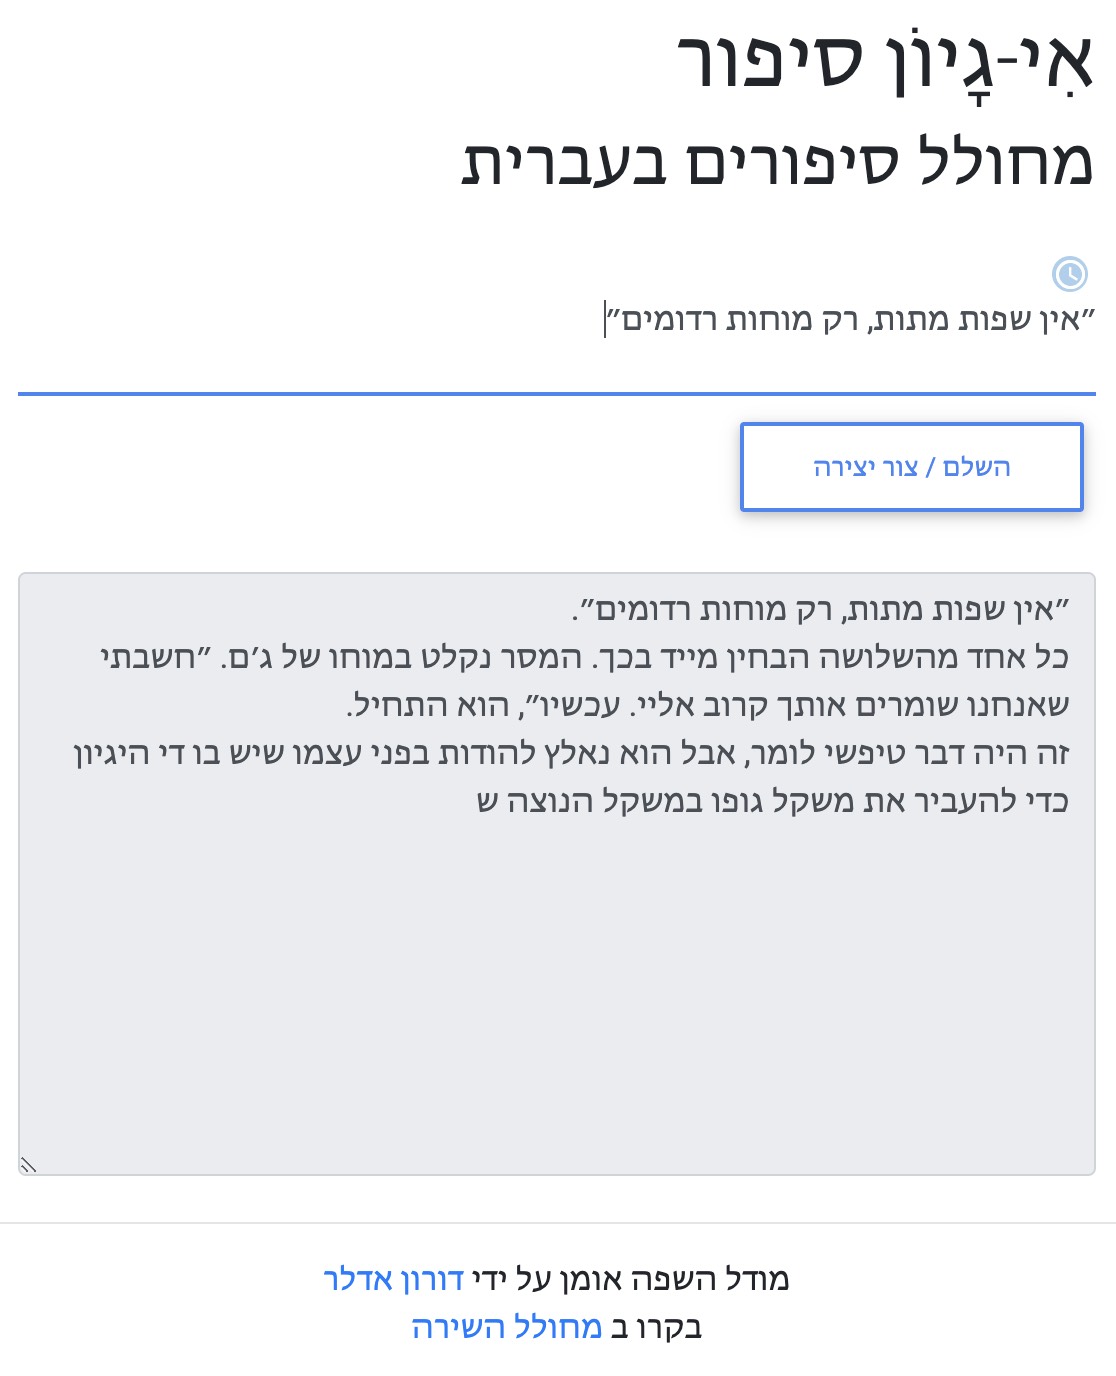 אִי-גָיוֹן סיפור
מחולל סיפורים בעברית
״אין שפות מתות, רק מוחות רדומים״
השלם / צור יצירה
״אין שפות מתות, רק מוחות רדומים״.
כל אחד מהשלושה הבחין מייד בכך. המסר נקלט במוחו של ג׳ם. ״חשבתי
שאנחנו שומרים אותך קרוב אליי. עכשיו״, הוא התחיל.
זה היה דבר טיפשי לומר, אבל הוא נאלץ להודות בפני עצמו שיש בו די היגיון
כדי להעביר את משקל גופו במשקל הנוצה ש
מודל השפה אומן על ידי דורון אדלר
בקרו ב מחולל השירה